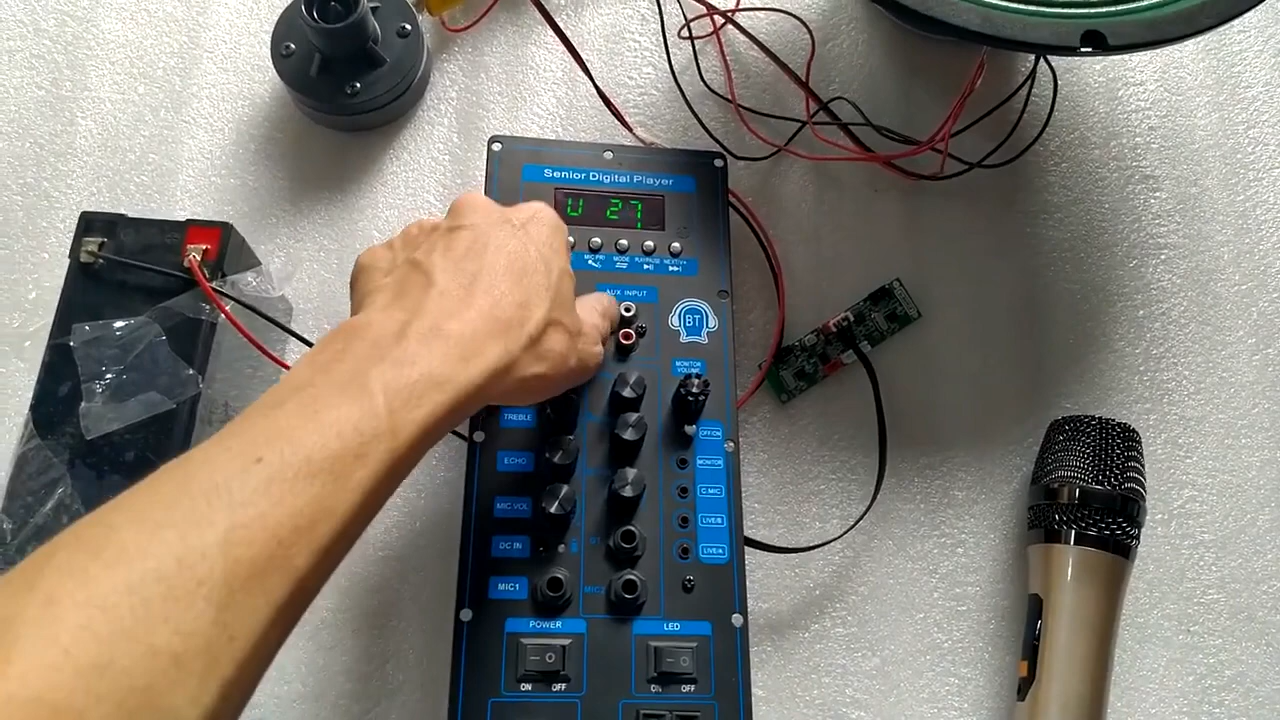 Senior Digital Player
U 27
MIC PRI
MODE
PLAY/PAUSE
NEXT/V+
AUX INPUT
BT
MONITOR
VOLUME
TREBLE
OFF/ON
ECHO
MONITOR
C.MIC
MIC.VOL
LIVE/B
DC IN
LIVE/A
MIC1
MIC2
POWER
LED
ON OFF
ON OFF